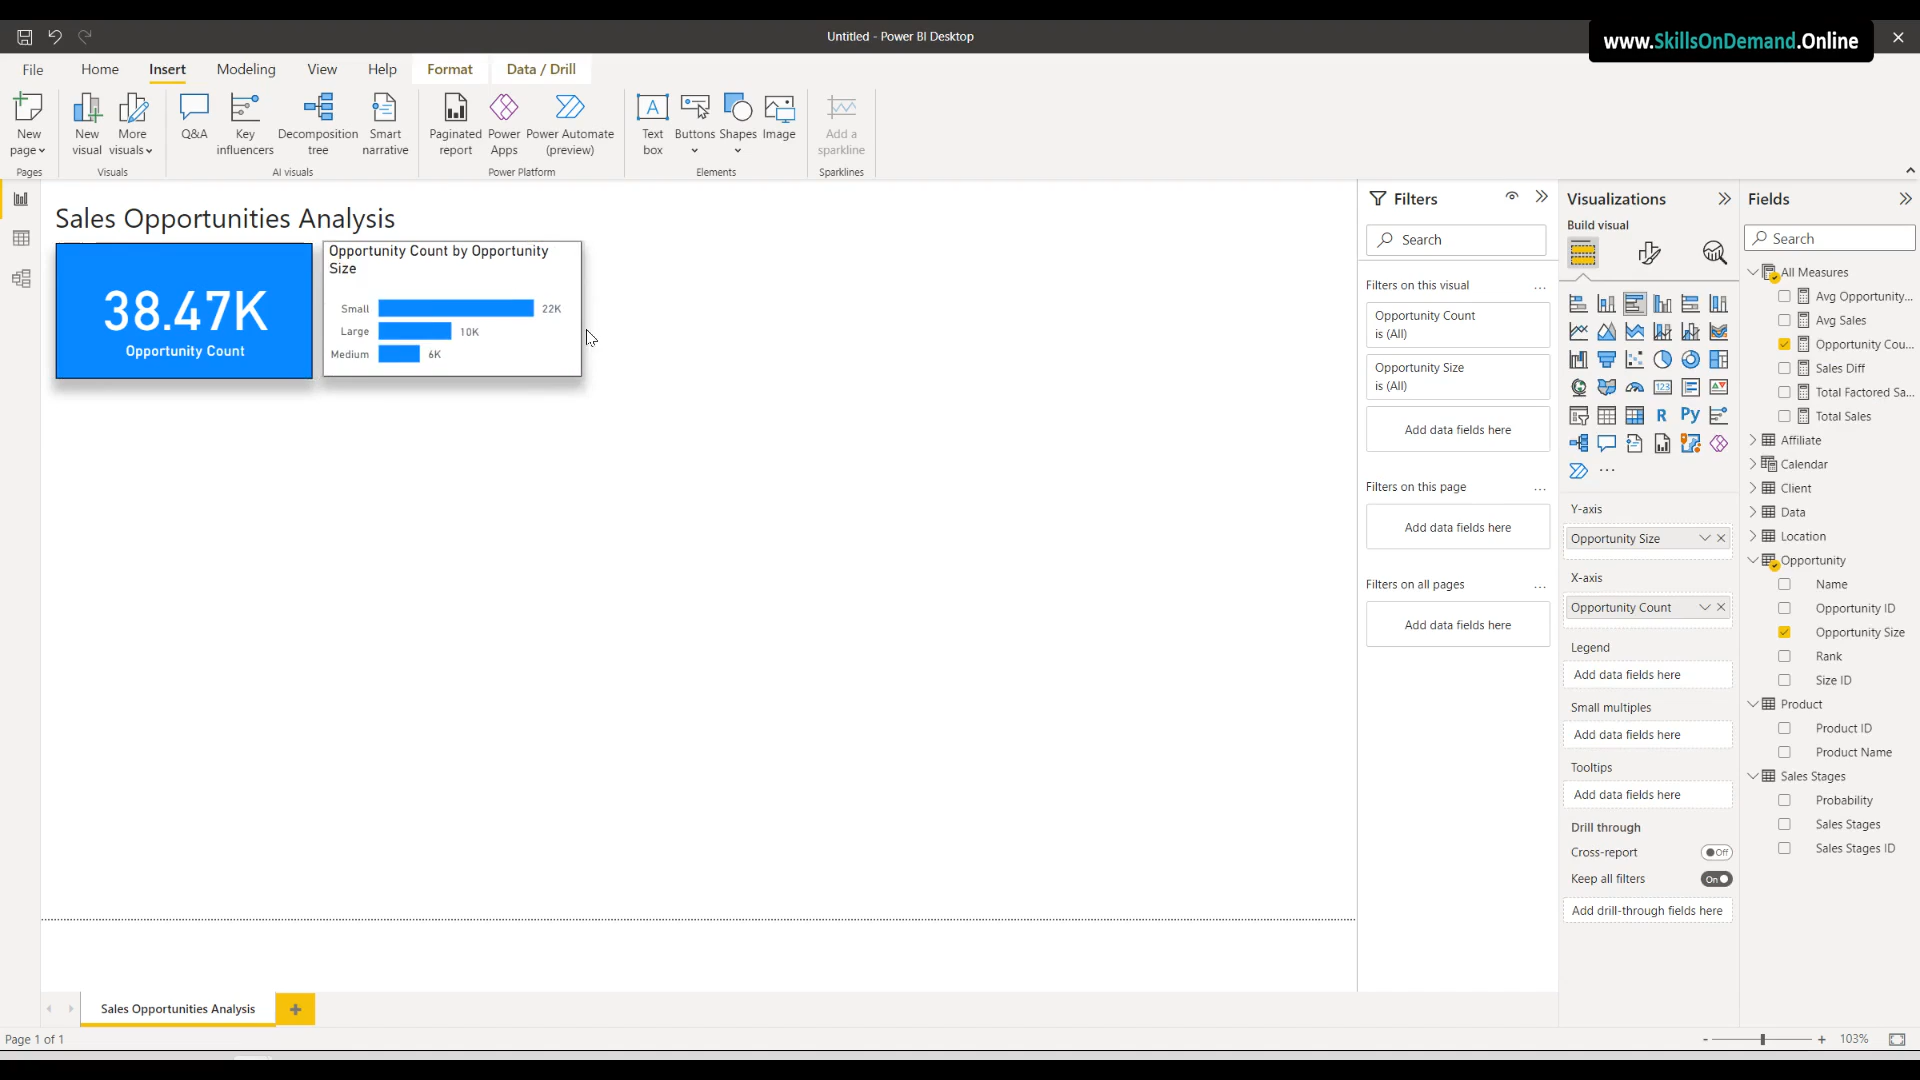 Untitled - Power BI Desktop
www.SkillsOnDemand.Online
File Home Insert Modeling View Help Format Data / Drill
New page
New visual
More visuals
Q&A
Key influencers
Decomposition tree
Smart narrative
Paginated report
Power Apps
Power Automate (preview)
Text box
Buttons
Shapes
Image
Add a sparkline
Pages
Visuals
AI visuals
Power Platform
Elements
Sparklines
Sales Opportunities Analysis
38.47K
Opportunity Count
Opportunity Count by Opportunity
Size
Small 22K
Large 10K
Medium 6K
Filters
Search
Filters on this visual ...
Opportunity Count
is (All)
Opportunity Size
is (All)
Add data fields here
Filters on this page ...
Add data fields here
Filters on all pages ...
Add data fields here
Visualizations
Build visual
123
R
Py
...
Y-axis
Opportunity Size
X-axis
Opportunity Count
Legend
Add data fields here
Small multiples
Add data fields here
Tooltips
Add data fields here
Drill through
Cross-report Off
Keep all filters On
Add drill-through fields here
Fields
Search
All Measures
Avg Opportunity...
Avg Sales
Opportunity Cou...
Sales Diff
Total Factored Sa...
Total Sales
Affiliate
Calendar
Client
Data
Location
Opportunity
Name
Opportunity ID
Opportunity Size
Rank
Size ID
Product
Product ID
Product Name
Sales Stages
Probability
Sales Stages
Sales Stages ID
Sales Opportunities Analysis
+
Page 1 of 1
- + 103%